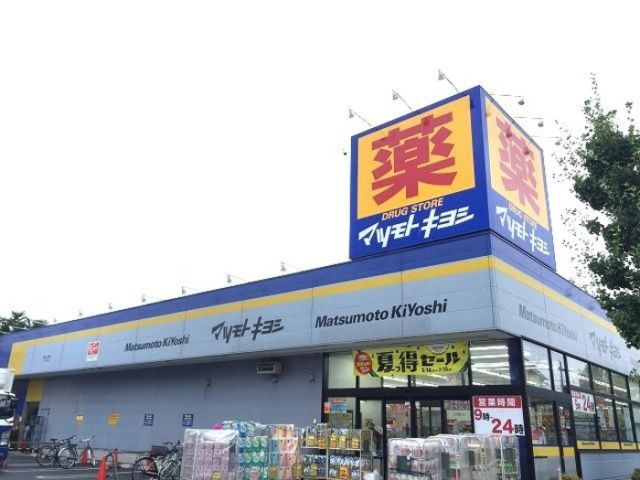 薬
DRUG STORE
マツモトキヨシ
薬
DRUG STORE
マツモトキヨシ
Matsumoto KiYoshi
マツモトキヨシ
Matsumoto KiYoshi
Matsumoto KiYoshi
マツモトキヨシ
夏得セール
営業時間
9時→24時